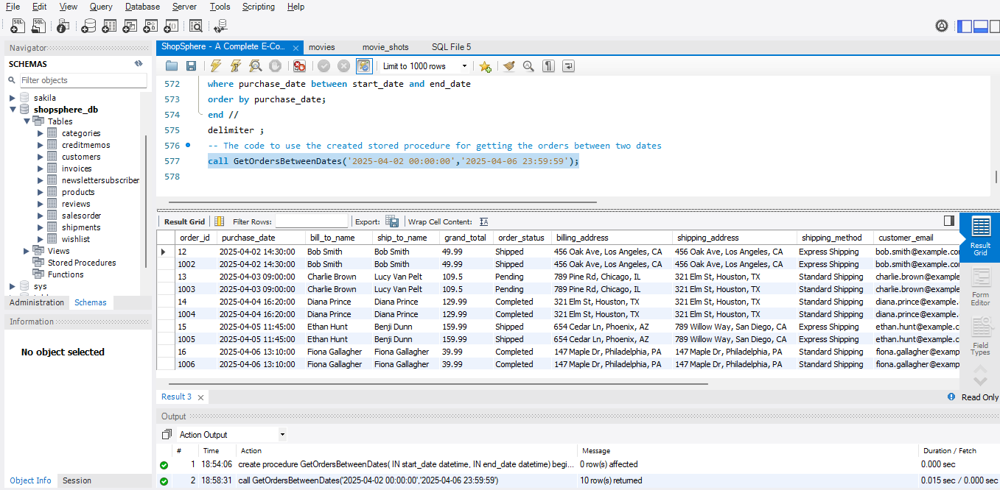 File Edit View Query Database Server Tools Scripting Help
Navigator
SCHEMAS
Filter objects
sakila
shopsphere_db
Tables
categories
creditmemos
customers
invoices
newslettersubscriber
products
reviews
salesorder
shipments
wishlist
Views
Stored Procedures
Functions
sys
Administration Schemas
Information
No object selected
Object Info Session
ShopSphere - A Complete E-Co... movies movie_shots SQL File 5
Limit to 1000 rows
572 where purchase_date between start_date and end_date
573 order by purchase_date;
574 end //
575 delimiter ;
576 -- The code to use the created stored procedure for getting the orders between two dates
577 call GetOrdersBetweenDates('2025-04-02 00:00:00','2025-04-06 23:59:59');
578
Result Grid Filter Rows: Export: Wrap Cell Content: IA
order_id purchase_date bill_to_name ship_to_name grand_total order_status billing_address shipping_address shipping_method customer_email
12 2025-04-02 14:30:00 Bob Smith Bob Smith 49.99 Shipped 456 Oak Ave, Los Angeles, CA 456 Oak Ave, Los Angeles, CA Express Shipping bob.smith@example.co
1002 2025-04-02 14:30:00 Bob Smith Bob Smith 49.99 Shipped 456 Oak Ave, Los Angeles, CA 456 Oak Ave, Los Angeles, CA Express Shipping bob.smith@example.co
13 2025-04-03 09:00:00 Charlie Brown Lucy Van Pelt 109.5 Pending 789 Pine Rd, Chicago, IL 321 Elm St, Houston, TX Standard Shipping charlie.brown@example
1003 2025-04-03 09:00:00 Charlie Brown Lucy Van Pelt 109.5 Pending 789 Pine Rd, Chicago, IL 321 Elm St, Houston, TX Standard Shipping charlie.brown@example
14 2025-04-04 16:20:00 Diana Prince Diana Prince 129.99 Completed 321 Elm St, Houston, TX 321 Elm St, Houston, TX Standard Shipping diana.prince@example.
1004 2025-04-04 16:20:00 Diana Prince Diana Prince 129.99 Completed 321 Elm St, Houston, TX 321 Elm St, Houston, TX Standard Shipping diana.prince@example.
15 2025-04-05 11:45:00 Ethan Hunt Benji Dunn 159.99 Shipped 654 Cedar Ln, Phoenix, AZ 789 Willow Way, San Diego, CA Express Shipping ethan.hunt@example.c
1005 2025-04-05 11:45:00 Ethan Hunt Benji Dunn 159.99 Shipped 654 Cedar Ln, Phoenix, AZ 789 Willow Way, San Diego, CA Express Shipping ethan.hunt@example.c
16 2025-04-06 13:10:00 Fiona Gallagher Fiona Gallagher 39.99 Completed 147 Maple Dr, Philadelphia, PA 147 Maple Dr, Philadelphia, PA Standard Shipping fiona.gallagher@examp
1006 2025-04-06 13:10:00 Fiona Gallagher Fiona Gallagher 39.99 Completed 147 Maple Dr, Philadelphia, PA 147 Maple Dr, Philadelphia, PA Standard Shipping fiona.gallagher@examp
Result
Grid
Form
Editor
Field
Types
Result 3
Read Only
Output
Action Output
# Time Action Message Duration / Fetch
1 18:54:06 create procedure GetOrdersBetweenDates( IN start_date datetime, IN end_date datetime) begi... 0 row(s) affected 0.000 sec
2 18:58:31 call GetOrdersBetweenDates('2025-04-02 00:00:00','2025-04-06 23:59:59') 10 row(s) returned 0.015 sec / 0.000 sec